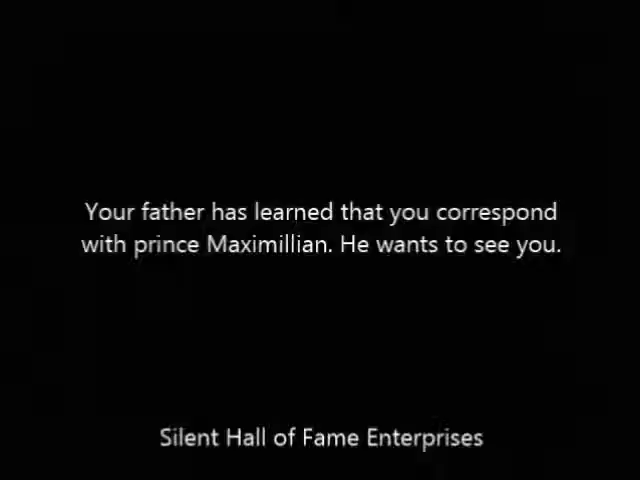 Your father has learned that you correspond
with prince Maximillian. He wants to see you.
Silent Hall of Fame Enterprises